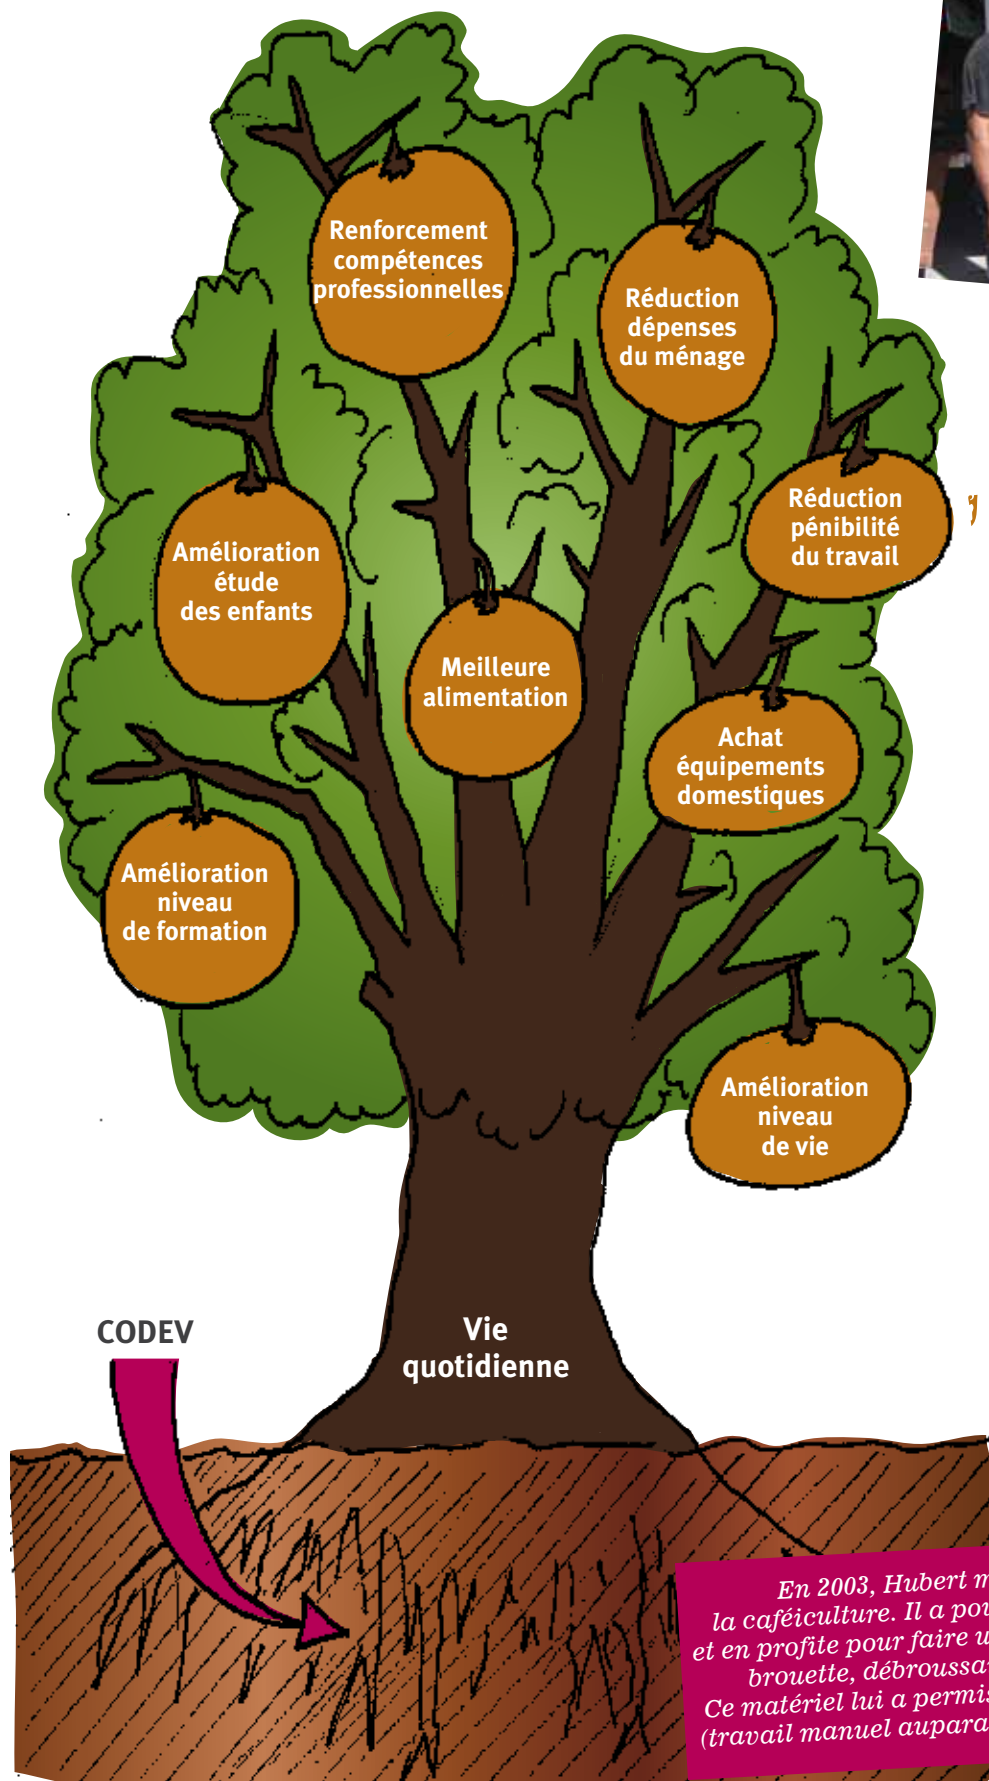 Renforcement
compétences
professionnelles
Réduction
dépenses
du ménage
Réduction
pénibilité
du travail
Amélioration
étude
des enfants
Meilleure
alimentation
Achat
équipements
domestiques
Amélioration
niveau
de formation
Amélioration
niveau
de vie
CODEV
Vie
quotidienne
En 2003, Hubert
la caféiculture. Il a
et en profite pour faire
brouette,
Ce matériel lui a
(travail manuel